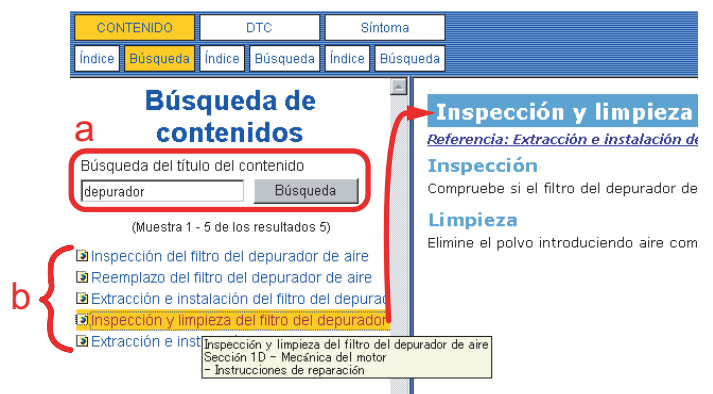 CONTENIDO DTC Síntoma
Índice Búsqueda Índice Búsqueda Índice Búsqueda
Búsqueda de
contenidos
a
Búsqueda del título del contenido
depurador Búsqueda
(Muestra 1 - 5 de los resultados 5)
b
Inspección del filtro del depurador de aire
Reemplazo del filtro del depurador de aire
Extracción e instalación del filtro del depurac
Inspección y limpieza del filtro del depurador
Extracción e inst
Inspección y limpieza del filtro del depurador de aire
Sección 1D - Mecánica del motor
- Instrucciones de reparación
Inspección y limpieza
Referencia: Extracción e instalación de
Inspección
Compruebe si el filtro del depurador de
Limpieza
Elimine el polvo introduciendo aire com